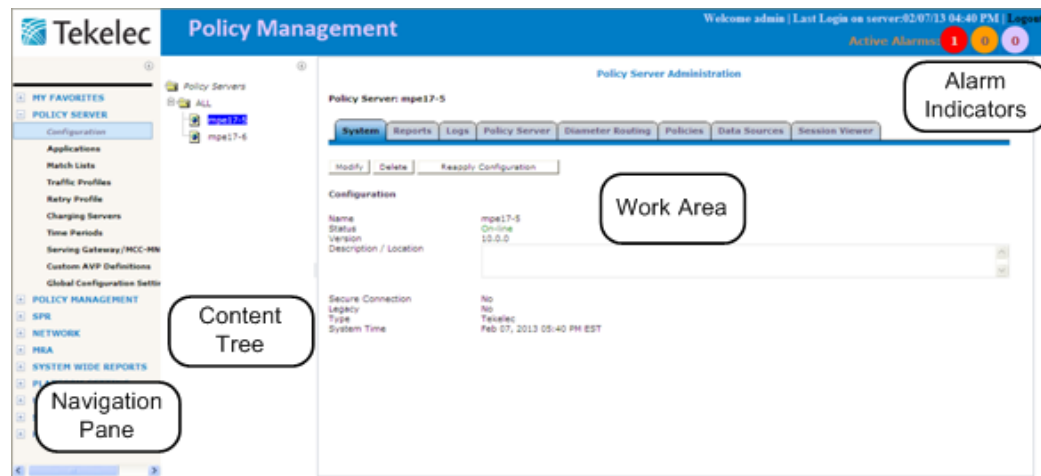 Tekelec
Policy Management
Welcome admin | Last Login on server:02/07/13 04:40 PM | Logout
Active Alarms: 1 0 0
MY FAVORITES
POLICY SERVER
Configuration
Applications
Match Lists
Traffic Profiles
Retry Profile
Charging Servers
Time Periods
Serving Gateway/MCC-MN
Custom AVP Definitions
Global Configuration Settin
POLICY MANAGEMENT
SPR
NETWORK
MRA
SYSTEM WIDE REPORTS
Navigation
Pane
Policy Servers
ALL
mpe17-5
mpe17-6
Content
Tree
Policy Server Administration
Alarm
Indicators
Policy Server: mpe17-5
System Reports Logs Policy Server Diameter Routing Policies Data Sources Session Viewer
Modify Delete Reapply Configuration
Configuration
Work Area
Name mpe17-5
Status On-line
Version 10.0.0
Description / Location
Secure Connection No
Legacy No
Type Tekelec
System Time Feb 07, 2013 05:40 PM EST